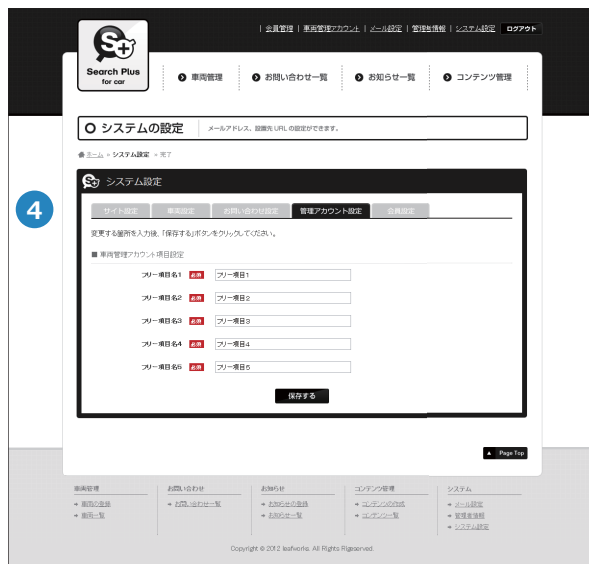 | 会員管理 | 車両管理アカウント | メール設定 | 管理者情報 | システム設定 ログアウト
S+
Search Plus
for car
車両管理 お問い合わせ一覧 お知らせ一覧 コンテンツ管理
システムの設定 メールアドレス、設置先 URL の設定ができます。
ホーム » システム設定 » 完了
4
S+ システム設定
サイト設定 車両設定 お問い合わせ設定 管理アカウント設定 会員設定
変更する箇所を入力後、「保存する」ボタンをクリックしてください。
■ 車両管理アカウント項目設定
フリー項目名1 必須 フリー項目1
フリー項目名2 必須 フリー項目2
フリー項目名3 必須 フリー項目3
フリー項目名4 必須 フリー項目4
フリー項目名5 必須 フリー項目5
保存する
▲ Page Top
車両管理 お問い合わせ お知らせ コンテンツ管理 システム
車両の登録 お問い合わせ一覧 お知らせの登録 コンテンツの作成 メール設定
車両一覧 お知らせ一覧 コンテンツ一覧 管理者情報
システム設定
Copyright © 2012 leafworks. All Rights Rigeserved.